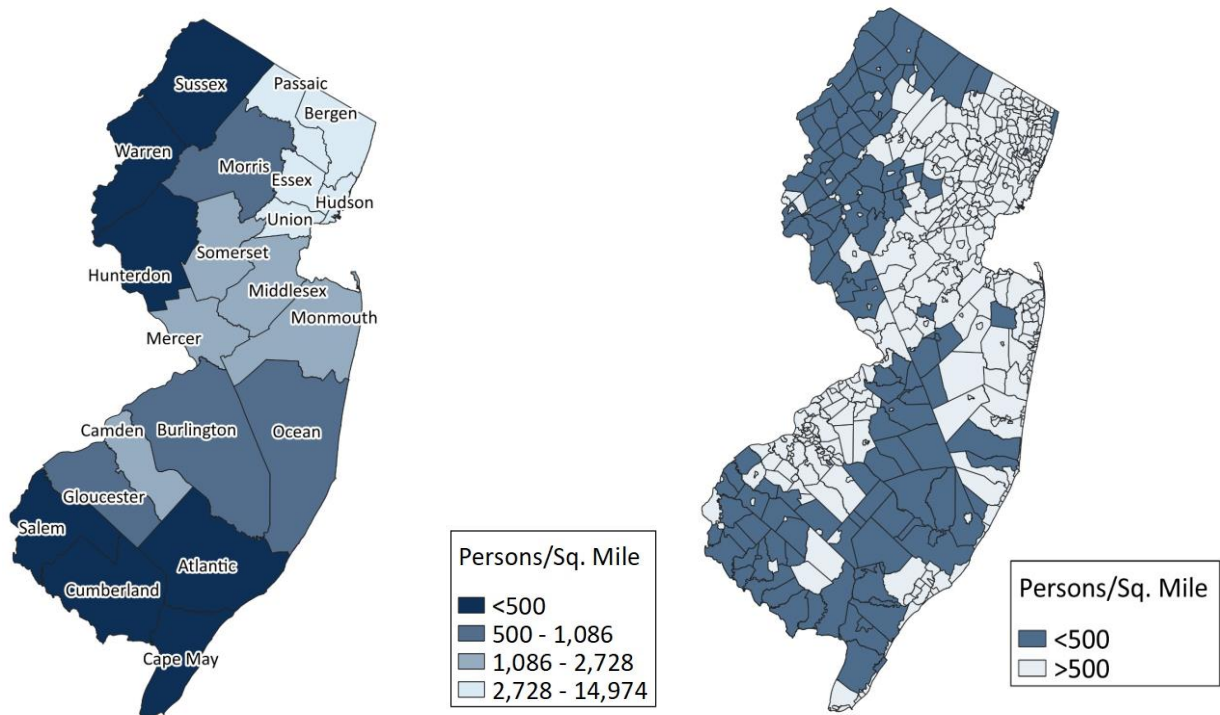 Sussex
Passaic
Bergen
Warren
Morris
Essex
Hudson
Union
Somerset
Hunterdon
Middlesex
Monmouth
Mercer
Camden
Burlington
Ocean
Gloucester
Salem
Atlantic
Cumberland
Cape May
Persons/Sq. Mile
<500
500 - 1,086
1,086 - 2,728
2,728 - 14,974
Persons/Sq. Mile
<500
>500